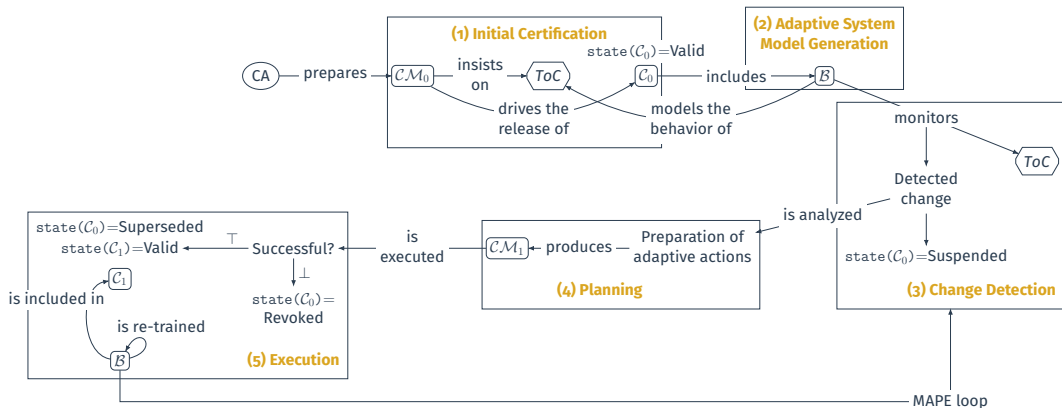 (1) Initial Certification
state(𝒞₀)=Valid
CA
prepares
𝒞ℳ₀
insists
on
ToC
𝒞₀
includes
drives the
release of
models the
behavior of
(2) Adaptive System
Model Generation
ℬ
monitors
ToC
Detected
change
state(𝒞₀)=Suspended
(3) Change Detection
is analyzed
Preparation of
adaptive actions
produces
𝒞ℳ₁
(4) Planning
is
executed
Successful?
⊤
state(𝒞₀)=Superseded
state(𝒞₁)=Valid
⊥
state(𝒞₀)=
Revoked
𝒞₁
is included in
is re-trained
ℬ
(5) Execution
MAPE loop